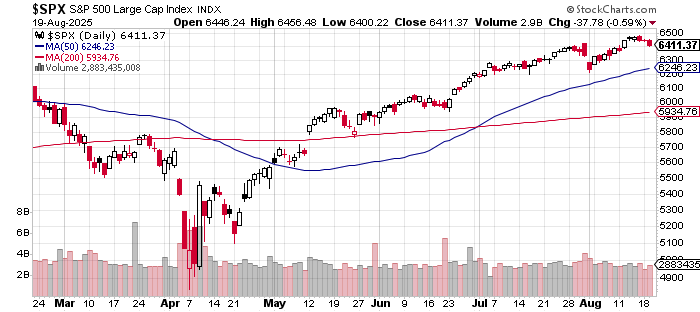 $SPX S&P 500 Large Cap Index INDX © StockCharts.com
19-Aug-2025 Open 6446.24 High 6456.48 Low 6400.22 Close 6411.37 Volume 2.9B Chg -37.78 (-0.59%)
$SPX (Daily) 6411.37
MA(50) 6246.23
MA(200) 5934.76
Volume 2,883,435,008
6500
6411.37
6300
6246.23
6200
6100
6000
5934.76
5800
5700
5600
5500
5400
5300
5200
5100
5000
4900
8B
6B
4B
2B
2883435
24 Mar 10 17 24 Apr 7 14 21 May 12 19 27 Jun 9 16 23 Jul 7 14 21 28 Aug 11 18